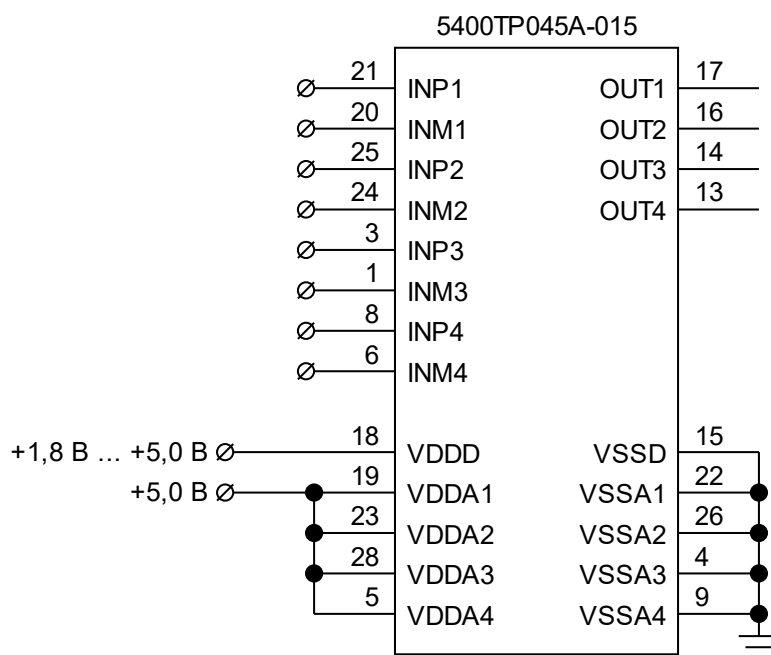 5400TP045A-015
21 INP1 OUT1 17
20 INM1 OUT2 16
25 INP2 OUT3 14
24 INM2 OUT4 13
3 INP3
1 INM3
8 INP4
6 INM4
+1,8 В ... +5,0 В 18 VDDD VSSD 15
+5,0 В 19 VDDA1 VSSA1 22
23 VDDA2 VSSA2 26
28 VDDA3 VSSA3 4
5 VDDA4 VSSA4 9